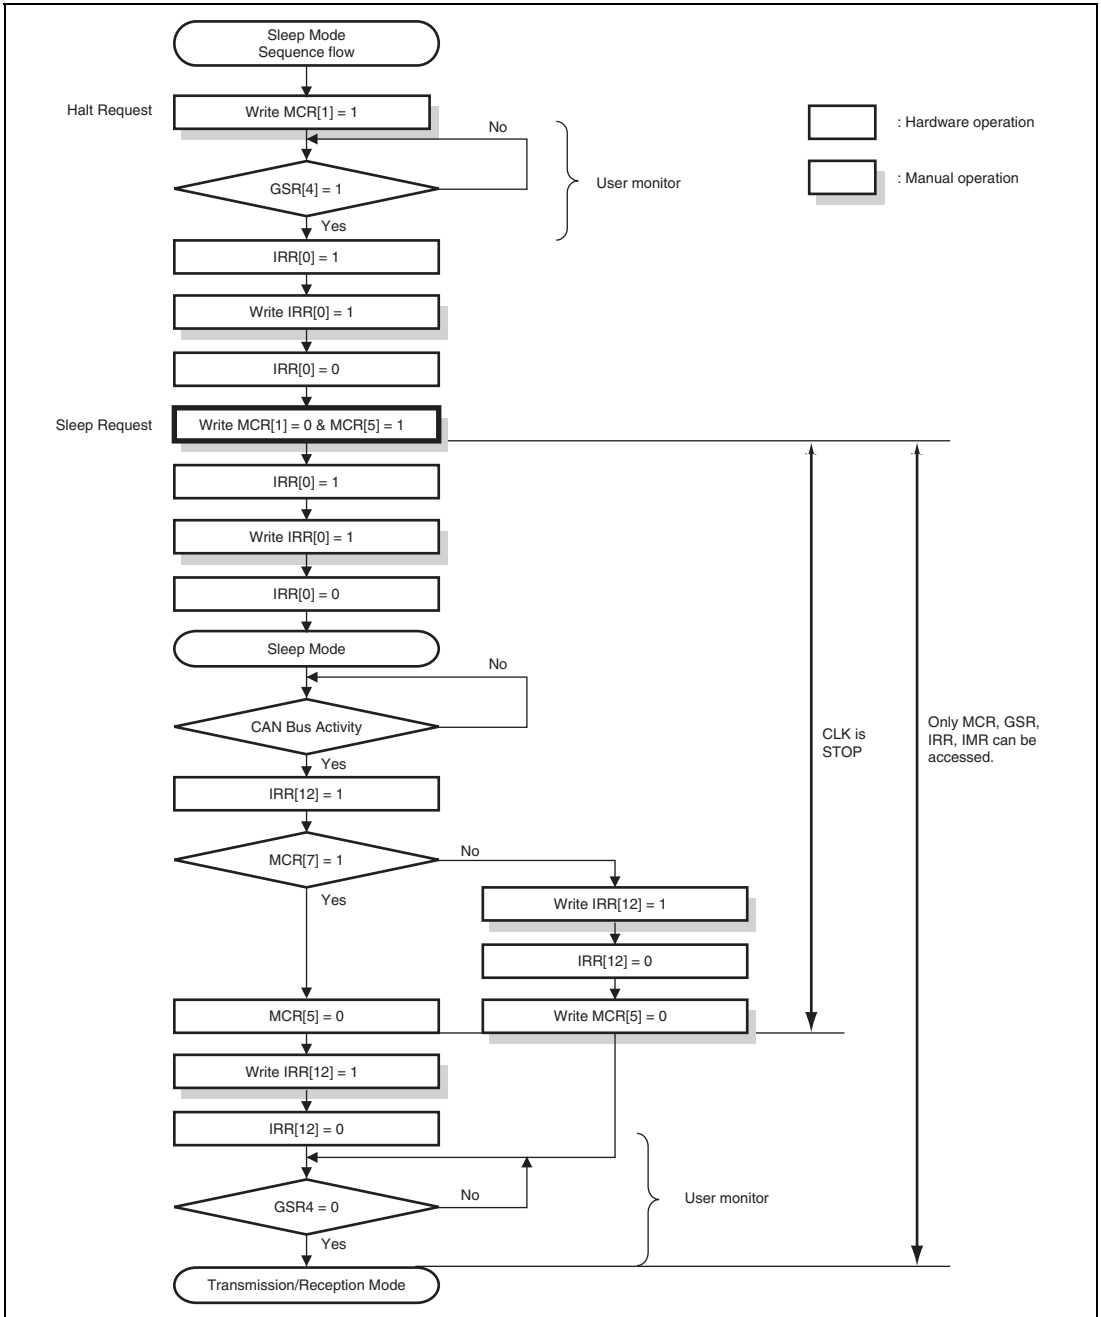 Sleep Mode
Sequence flow
Halt Request
Write MCR[1] = 1
No
: Hardware operation
GSR[4] = 1
User monitor
: Manual operation
Yes
IRR[0] = 1
Write IRR[0] = 1
IRR[0] = 0
Sleep Request
Write MCR[1] = 0 & MCR[5] = 1
IRR[0] = 1
Write IRR[0] = 1
IRR[0] = 0
Sleep Mode
No
CAN Bus Activity
CLK is
STOP
Only MCR, GSR,
IRR, IMR can be
accessed.
Yes
IRR[12] = 1
MCR[7] = 1
No
Yes
Write IRR[12] = 1
IRR[12] = 0
MCR[5] = 0
Write MCR[5] = 0
Write IRR[12] = 1
IRR[12] = 0
GSR4 = 0
No
User monitor
Yes
Transmission/Reception Mode